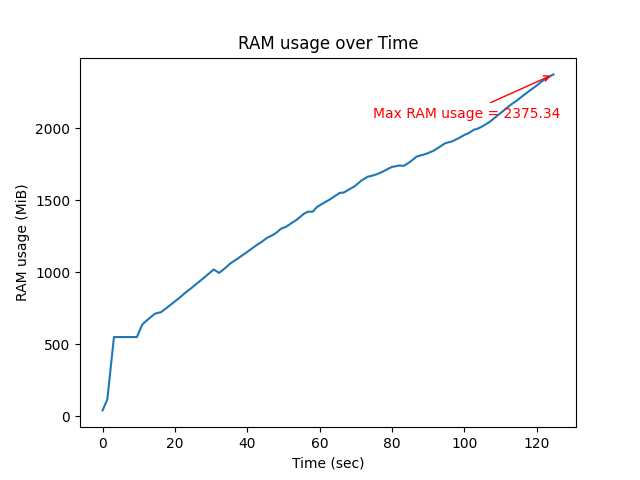 RAM usage over Time
Max RAM usage = 2375.34
RAM usage (MiB)
2000
1500
1000
500
0
0 20 40 60 80 100 120
Time (sec)